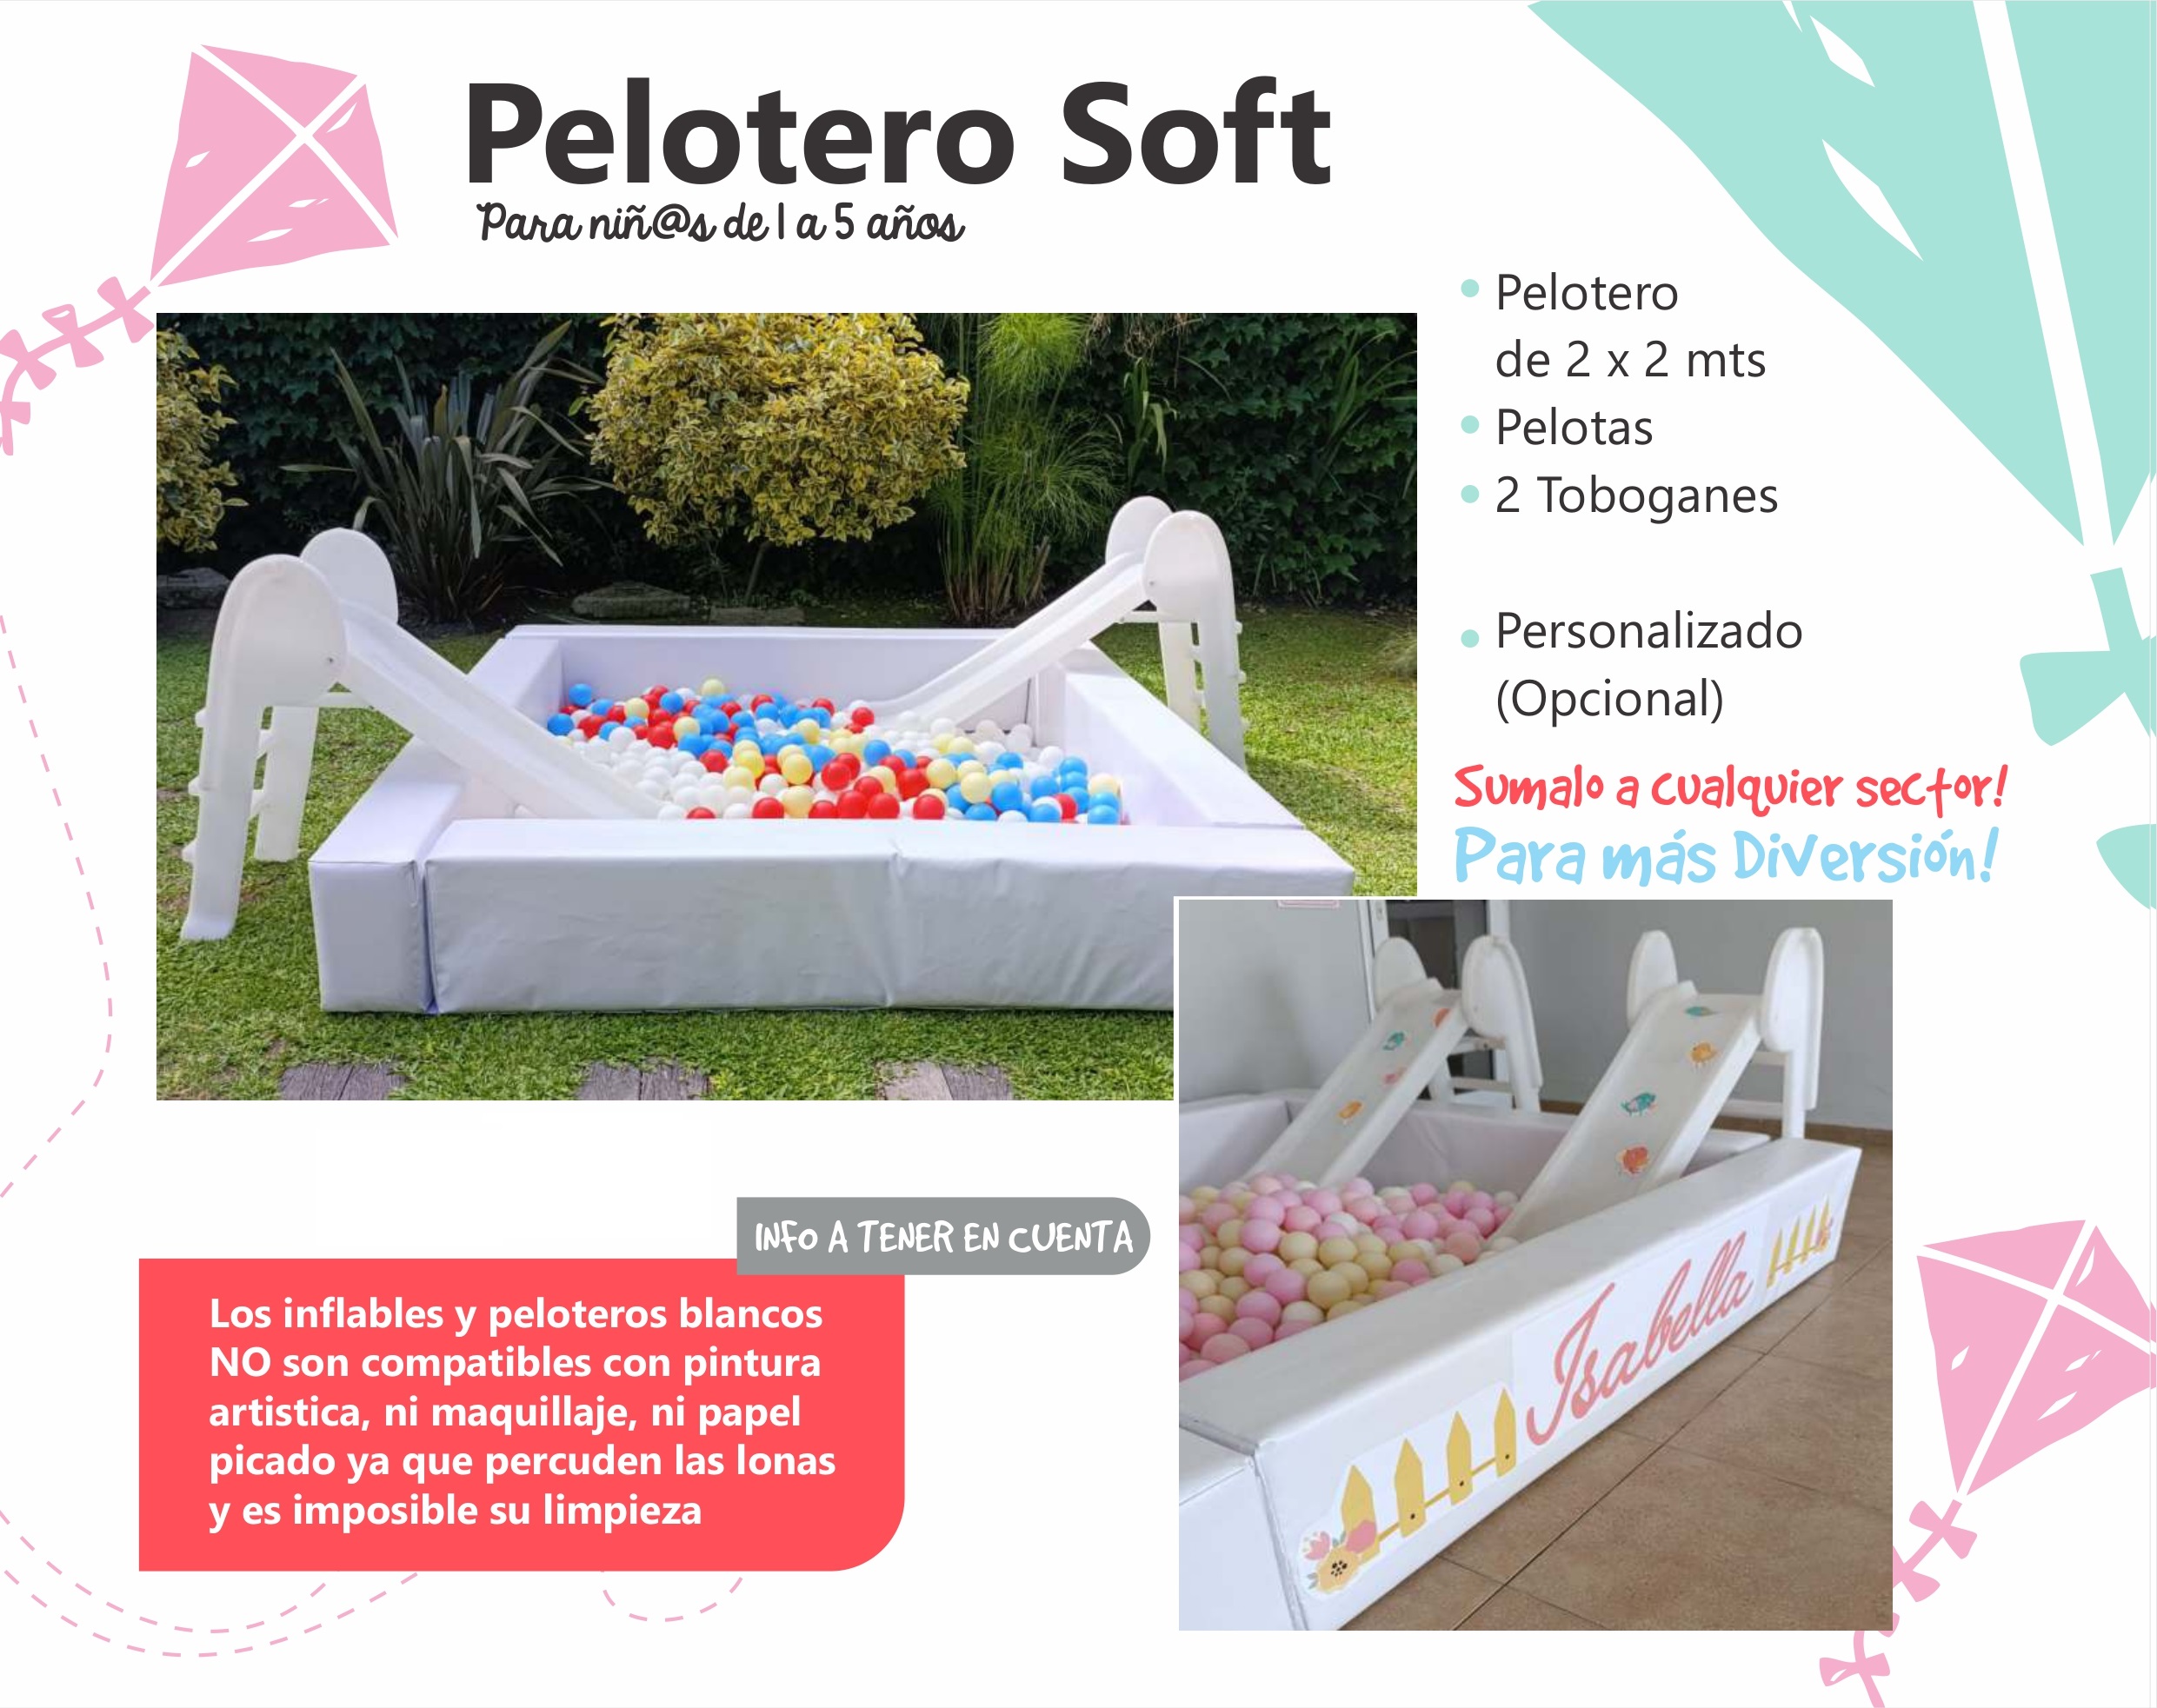 Pelotero Soft
Para niñ@s de 1 a 5 años
Pelotero
de 2 x 2 mts
Pelotas
2 Toboganes
Personalizado
(Opcional)
Sumalo a cualquier sector!
Para más Diversión!
INFO A TENER EN CUENTA
Los inflables y peloteros blancos
NO son compatibles con pintura
artistica, ni maquillaje, ni papel
picado ya que percuden las lonas
y es imposible su limpieza
Isabella